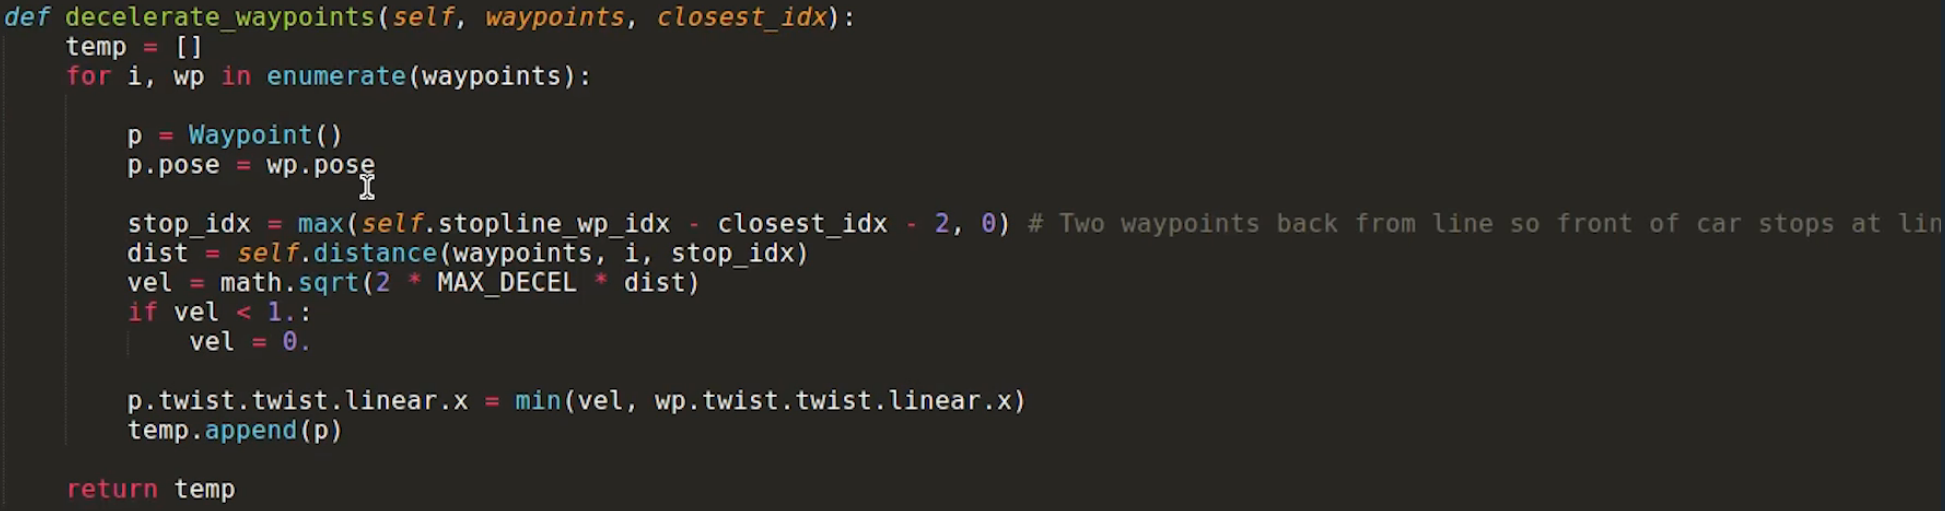 def decelerate_waypoints(self, waypoints, closest_idx):
    temp = []
    for i, wp in enumerate(waypoints):
        p = Waypoint()
        p.pose = wp.pose
        stop_idx = max(self.stopline_wp_idx - closest_idx - 2, 0) # Two waypoints back from line so front of car stops at lin
        dist = self.distance(waypoints, i, stop_idx)
        vel = math.sqrt(2 * MAX_DECEL * dist)
        if vel < 1.:
            vel = 0.
        p.twist.twist.linear.x = min(vel, wp.twist.twist.linear.x)
        temp.append(p)
    return temp